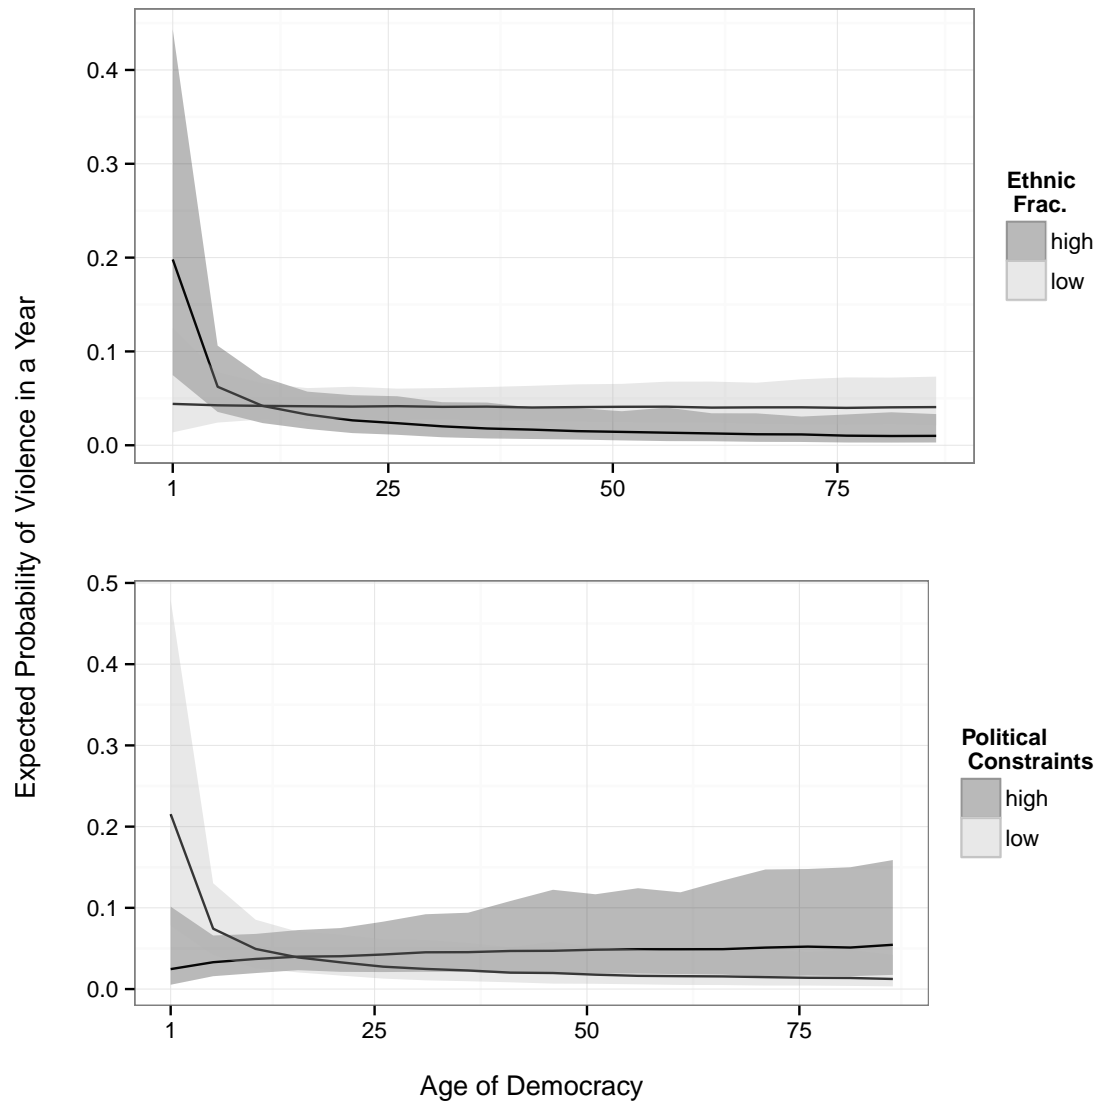 0.4
0.3
0.2
0.1
0.0
1 25 50 75
Ethnic
Frac.
high
low
Expected Probability of Violence in a Year
0.5
0.4
0.3
0.2
0.1
0.0
1 25 50 75
Political
Constraints
high
low
Age of Democracy